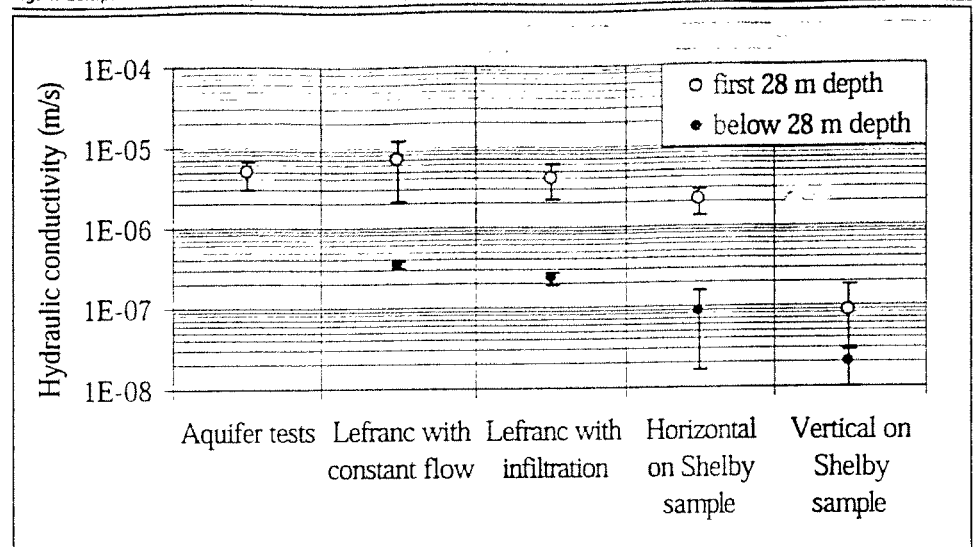 1E-04
1E-05
1E-06
1E-07
1E-08
Hydraulic conductivity (m/s)
first 28 m depth
below 28 m depth
Aquifer tests
Lefranc with
constant flow
Lefranc with
infiltration
Horizontal
on Shelby
sample
Vertical on
Shelby
sample